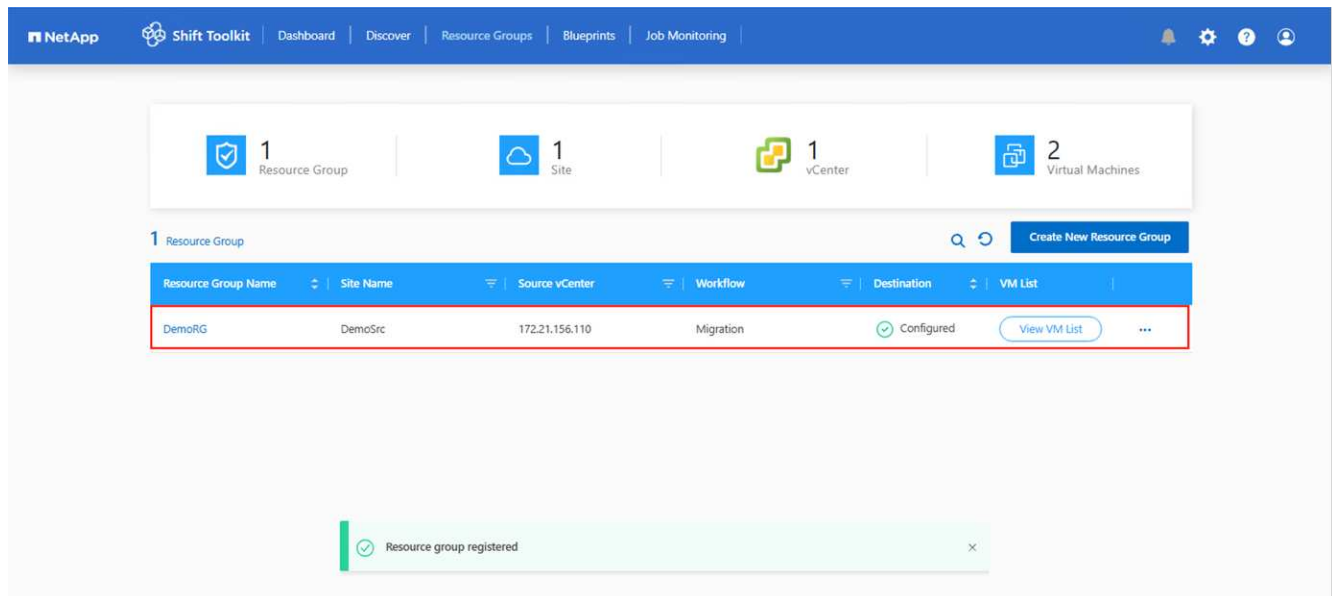 NetApp Shift Toolkit Dashboard Discover Resource Groups Blueprints Job Monitoring
1 Resource Group
1 Site
1 vCenter
2 Virtual Machines
1 Resource Group
Create New Resource Group
Resource Group Name Site Name Source vCenter Workflow Destination VM List
DemoRG DemoSrc 172.21.156.110 Migration Configured View VM List
Resource group registered